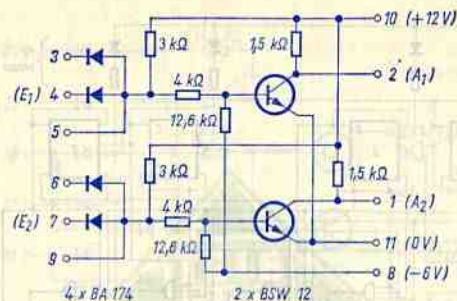 3 kΩ
1,5 kΩ
10 (+12V)
3
2 (A₁)
(E₁) 4
4 kΩ
5
12,6 kΩ
3 kΩ
1,5 kΩ
6
4 kΩ
1 (A₂)
(E₂) 7
11 (0V)
12,6 kΩ
9
8 (−6V)
4 x BA 174
2 x BSW 12